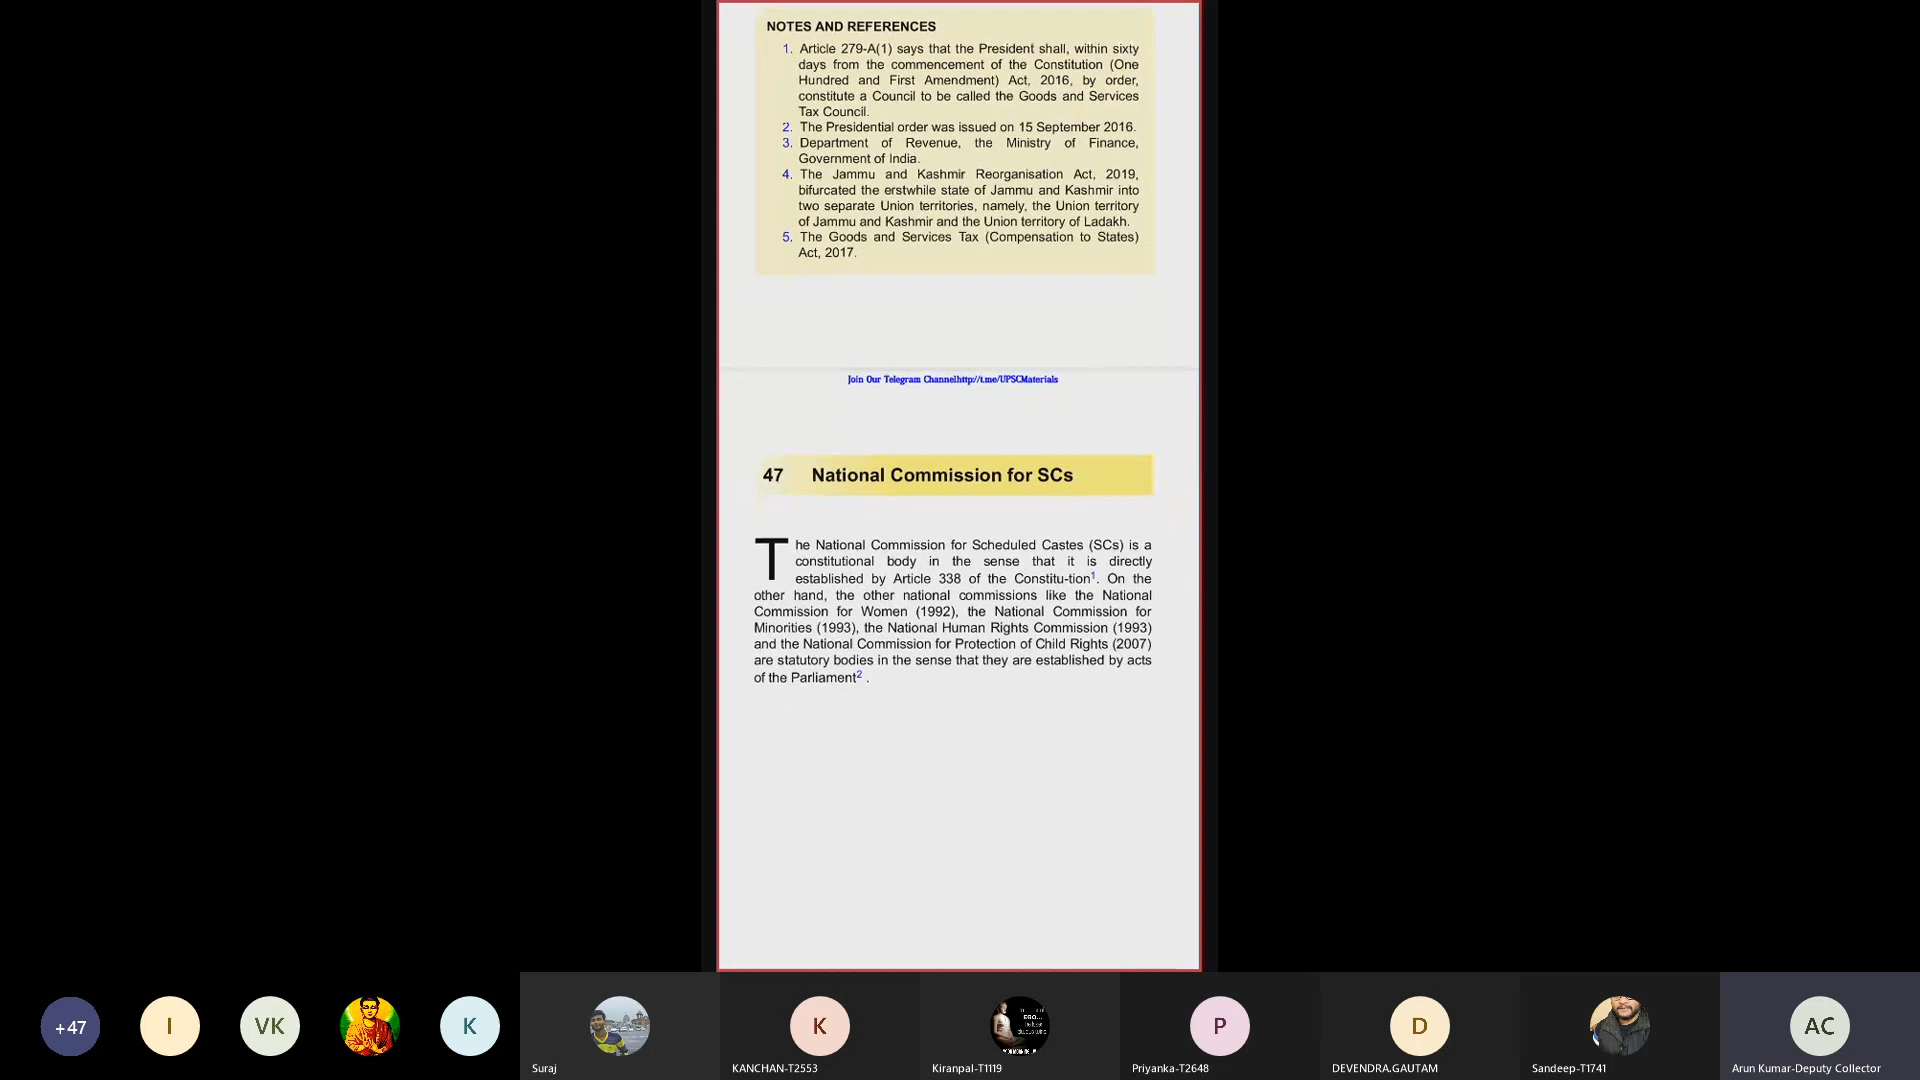 NOTES AND REFERENCES
1. Article 279-A(1) says that the President shall, within sixty
days from the commencement of the Constitution (One
Hundred and First Amendment) Act, 2016, by order,
constitute a Council to be called the Goods and Services
Tax Council.
2. The Presidential order was issued on 15 September 2016.
3. Department of Revenue, the Ministry of Finance,
Government of India.
4. The Jammu and Kashmir Reorganisation Act, 2019,
bifurcated the erstwhile state of Jammu and Kashmir into
two separate Union territories, namely, the Union territory
of Jammu and Kashmir and the Union territory of Ladakh.
5. The Goods and Services Tax (Compensation to States)
Act, 2017.
Join Our Telegram Channelhttp://t.me/UPSCMaterials
47 National Commission for SCs
The National Commission for Scheduled Castes (SCs) is a
constitutional body in the sense that it is directly
established by Article 338 of the Constitu-tion1. On the
other hand, the other national commissions like the National
Commission for Women (1992), the National Commission for
Minorities (1993), the National Human Rights Commission (1993)
and the National Commission for Protection of Child Rights (2007)
are statutory bodies in the sense that they are established by acts
of the Parliament2 .
+47
I
VK
K
Suraj
K
KANCHAN-T2553
EGO...
Kiranpal-T1119
P
Priyanka-T2648
D
DEVENDRA.GAUTAM
Sandeep-T1741
AC
Arun Kumar-Deputy Collector